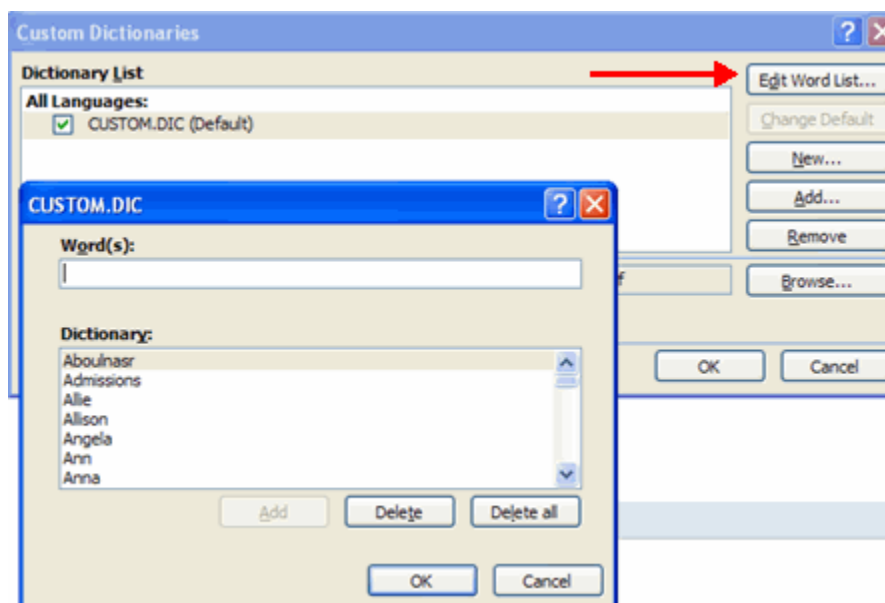 Custom Dictionaries
Dictionary List
Edit Word List...
All Languages:
CUSTOM.DIC (Default)
Change Default
New...
Add...
Remove
Browse...
OK
Cancel
CUSTOM.DIC
Word(s):
Dictionary:
Aboulnasr
Admissions
Allie
Allison
Angela
Ann
Anna
Add
Delete
Delete all
OK
Cancel